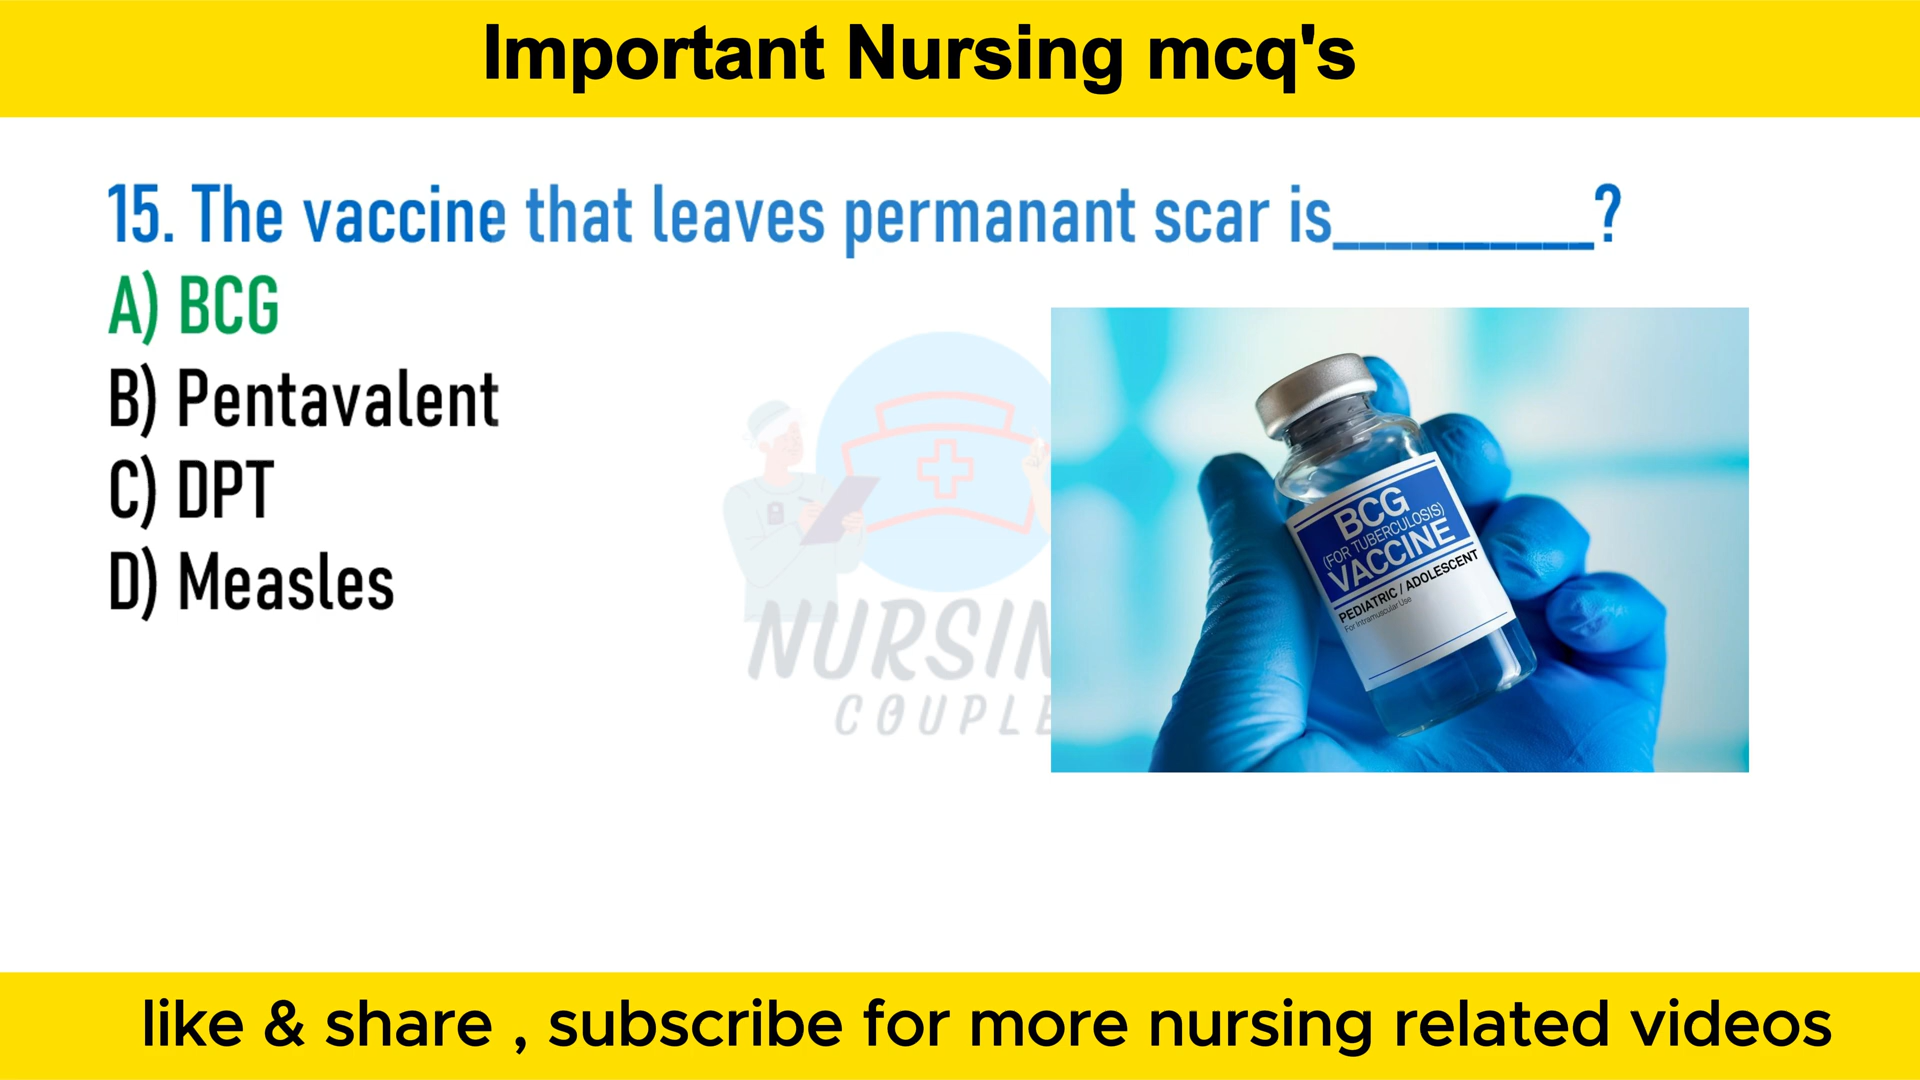 Important Nursing mcq's
15. The vaccine that leaves permanant scar is__________?
A) BCG
B) Pentavalent
C) DPT
D) Measles
NURSIN
COUPLE
BCG
(FOR TUBERCULOSIS)
VACCINE
PEDIATRIC / ADOLESCENT
For Intramuscular Use
like & share , subscribe for more nursing related videos